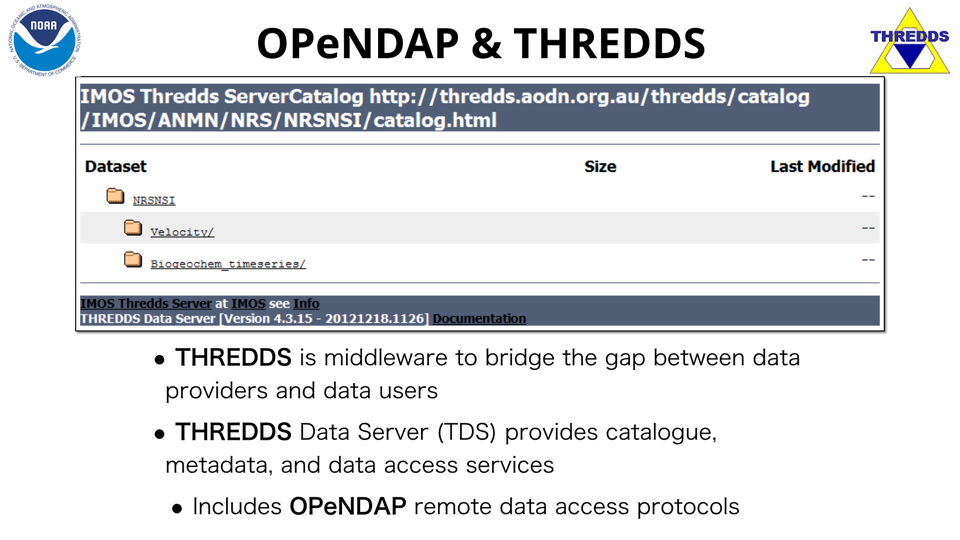 OPeNDAP & THREDDS
NOAA
NATIONAL OCEANIC AND ATMOSPHERIC ADMINISTRATION
U.S. DEPARTMENT OF COMMERCE
THREDDS
IMOS Thredds ServerCatalog http://thredds.aodn.org.au/thredds/catalog
/IMOS/ANMN/NRS/NRSNSI/catalog.html
Dataset Size Last Modified
NRSNSI --
Velocity/ --
Biogeochem_timeseries/ --
IMOS Thredds Server at IMOS see Info
THREDDS Data Server [Version 4.3.15 - 20121218.1126] Documentation
• THREDDS is middleware to bridge the gap between data
providers and data users
• THREDDS Data Server (TDS) provides catalogue,
metadata, and data access services
• Includes OPeNDAP remote data access protocols